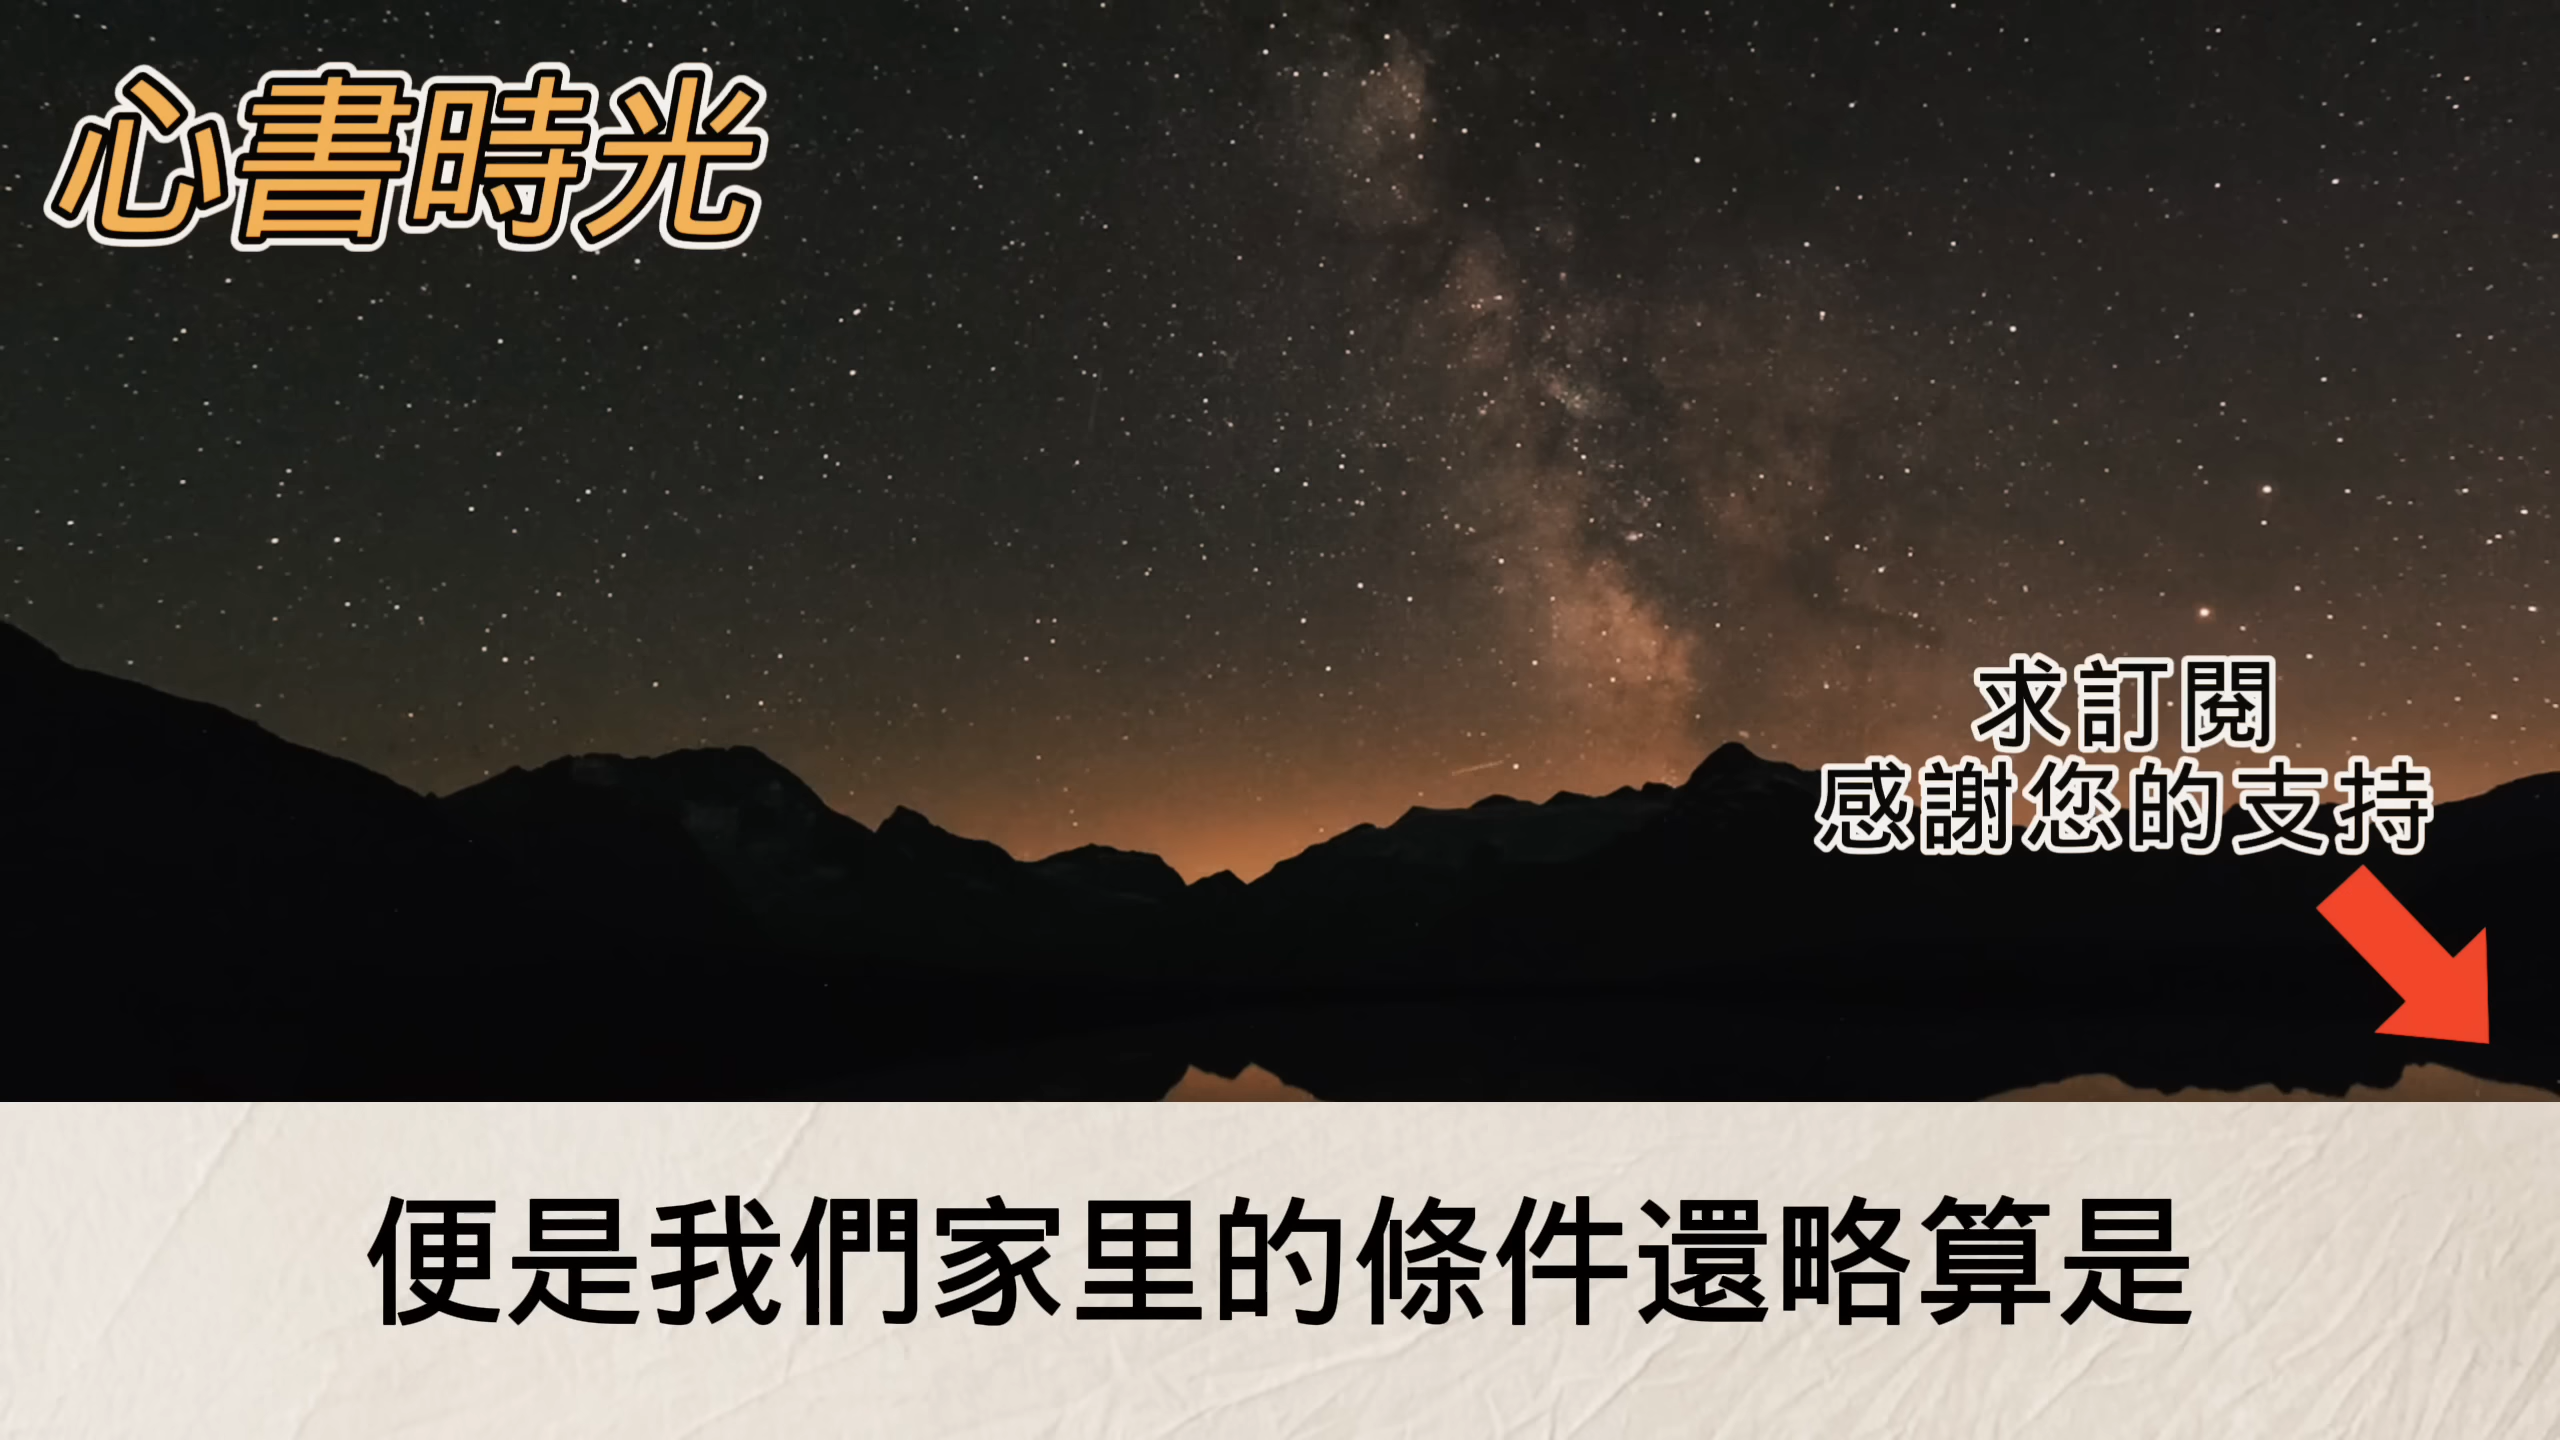 心書時光
求訂閱
感謝您的支持
便是我們家里的條件還略算是